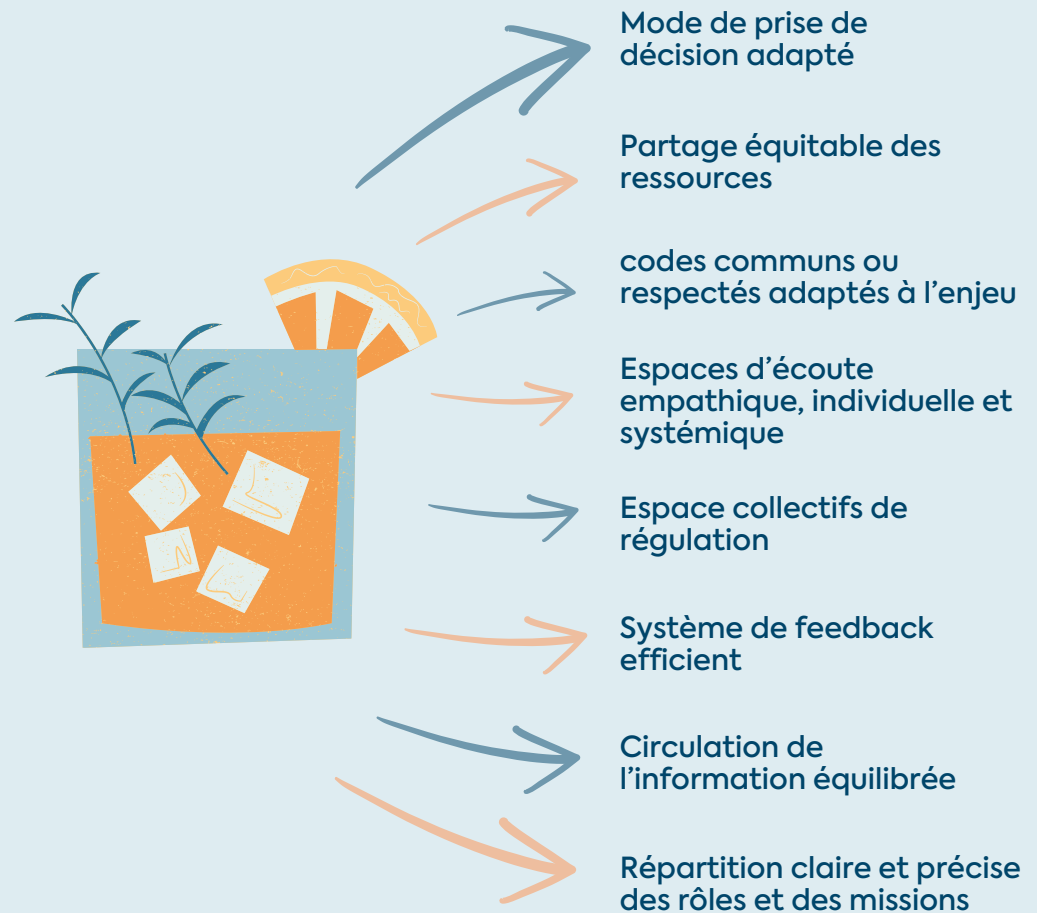 Mode de prise de
décision adapté
Partage équitable des
ressources
codes communs ou
respectés adaptés à l'enjeu
Espaces d'écoute
empathique, individuelle et
systémique
Espace collectifs de
régulation
Système de feedback
efficient
Circulation de
l'information équilibrée
Répartition claire et précise
des rôles et des missions